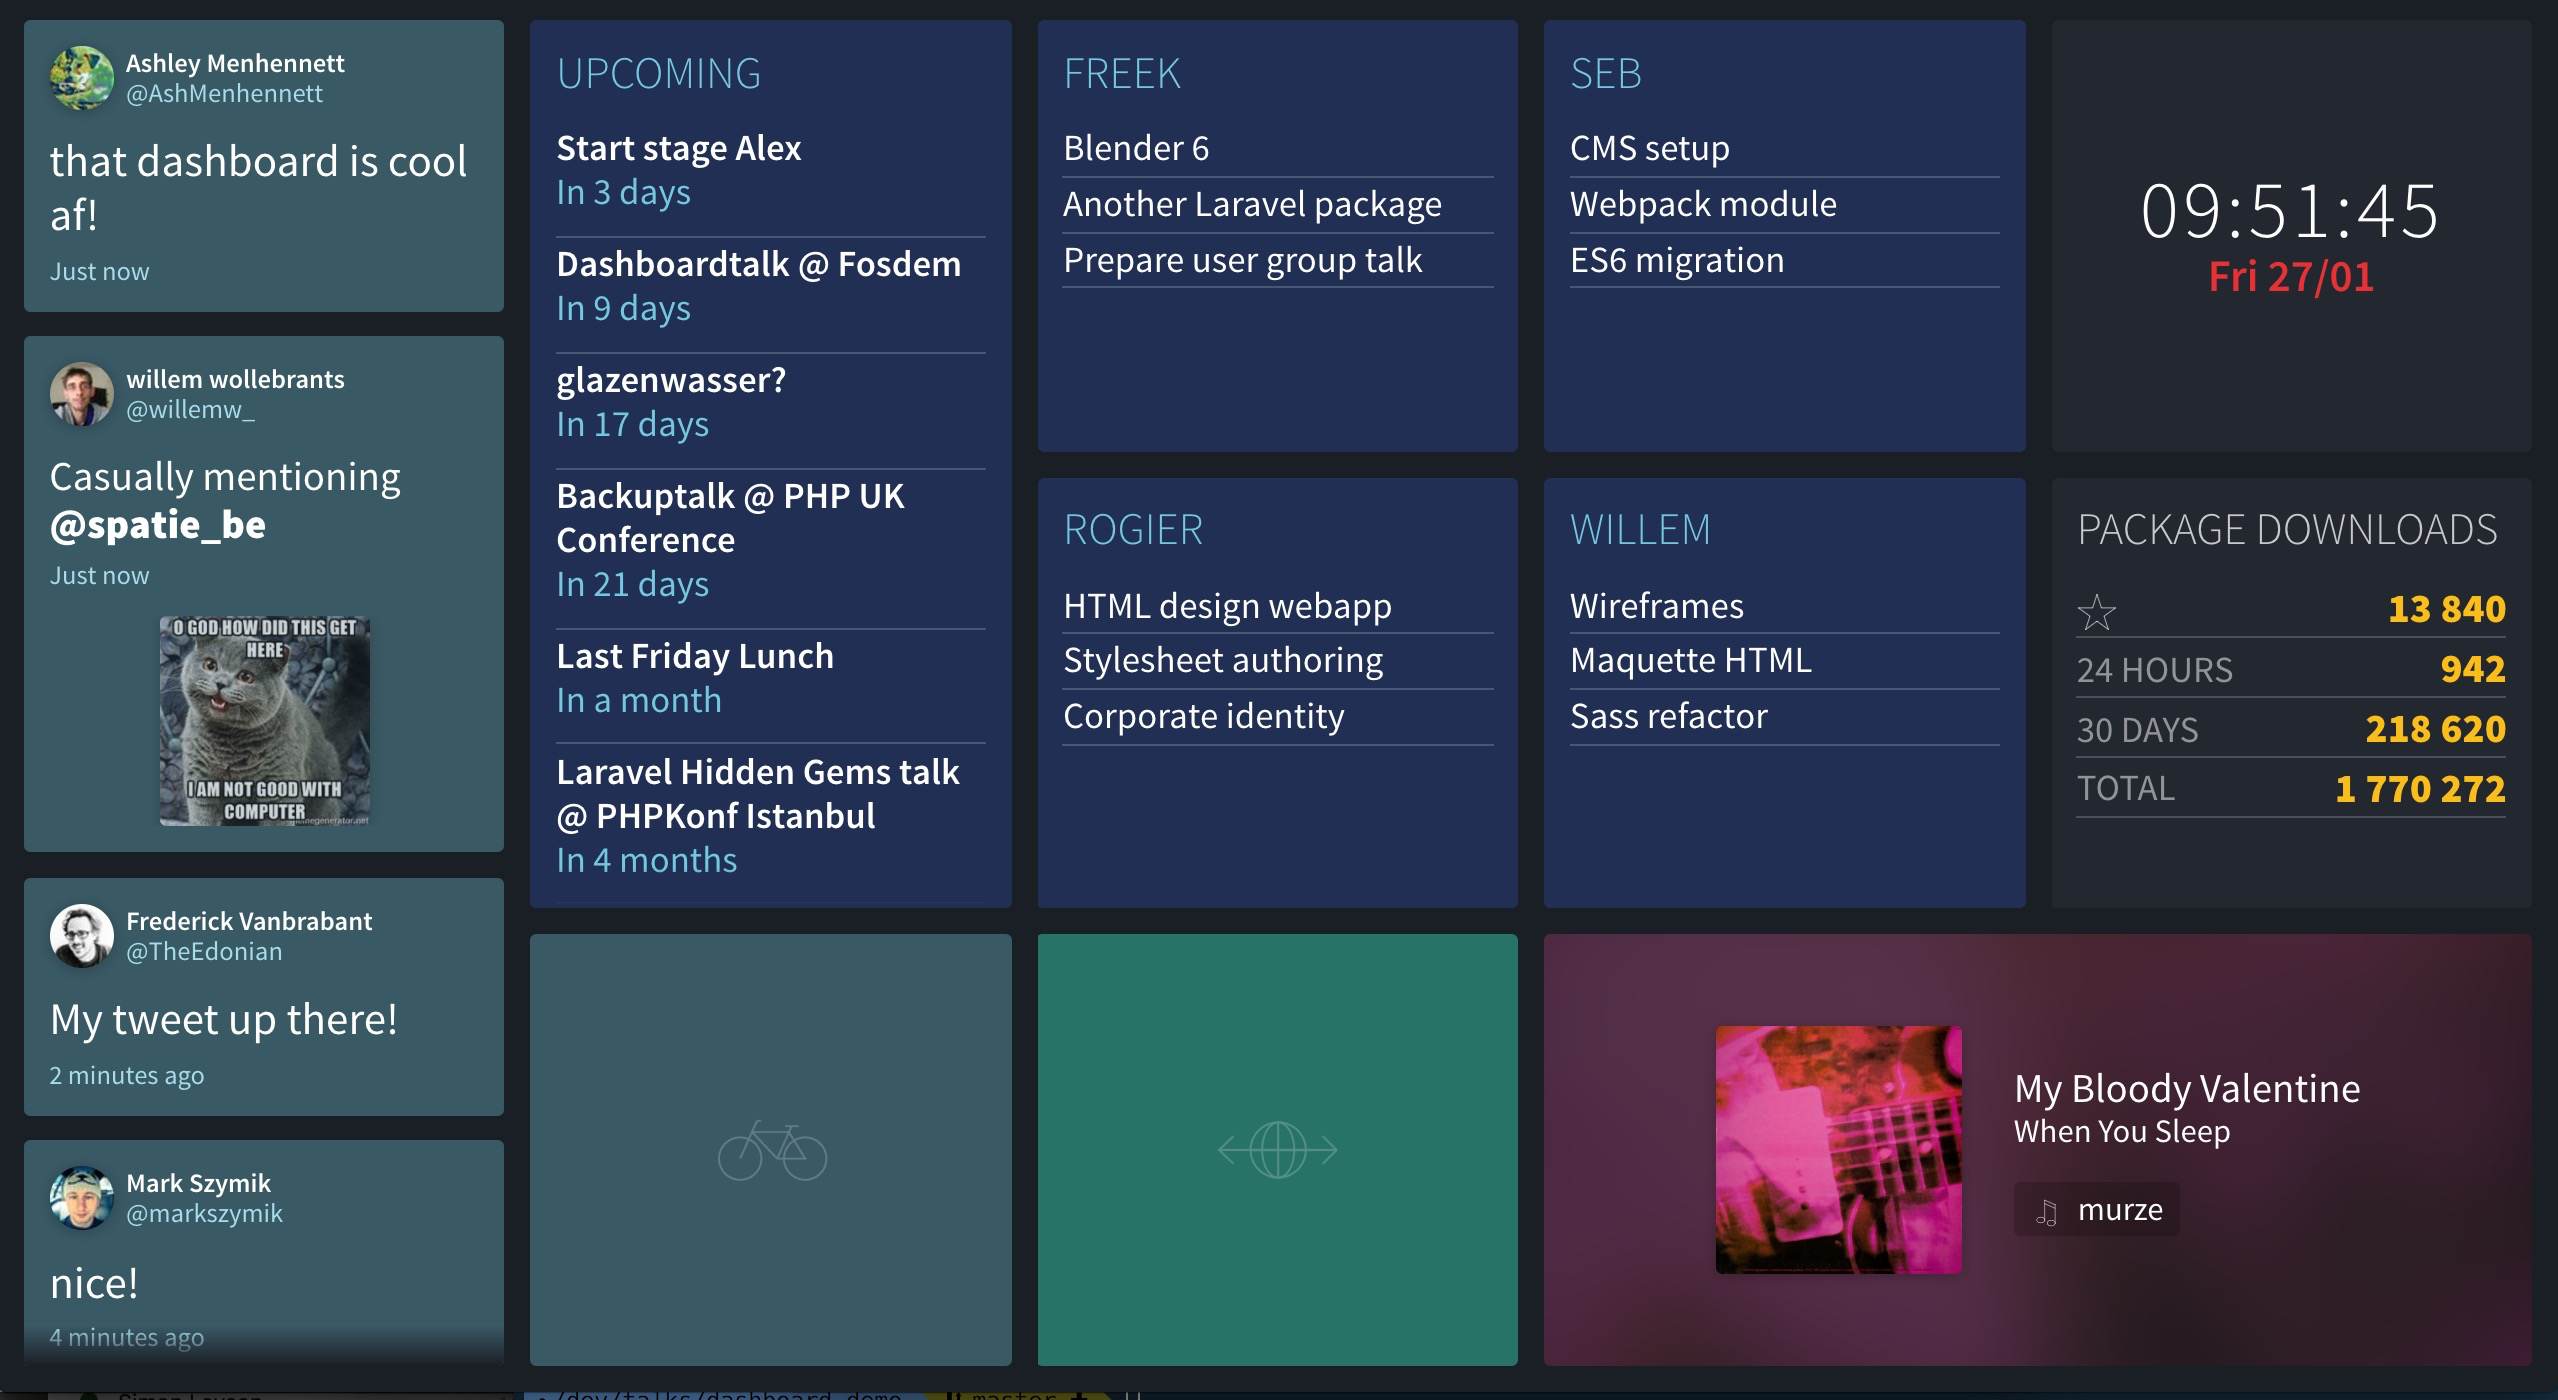 Ashley Menhennett
@AshMenhennett
that dashboard is cool
af!
Just now
willem wollebrants
@willemw_
Casually mentioning
@spatie_be
Just now
O GOD HOW DID THIS GET
HERE
I AM NOT GOOD WITH
COMPUTER
Frederick Vanbrabant
@TheEdonian
My tweet up there!
2 minutes ago
Mark Szymik
@markszymik
nice!
4 minutes ago
UPCOMING
Start stage Alex
In 3 days
Dashboardtalk @ Fosdem
In 9 days
glazenwasser?
In 17 days
Backuptalk @ PHP UK
Conference
In 21 days
Last Friday Lunch
In a month
Laravel Hidden Gems talk
@ PHPKonf Istanbul
In 4 months
FREEK
Blender 6
Another Laravel package
Prepare user group talk
SEB
CMS setup
Webpack module
ES6 migration
09:51:45
Fri 27/01
ROGIER
HTML design webapp
Stylesheet authoring
Corporate identity
WILLEM
Wireframes
Maquette HTML
Sass refactor
PACKAGE DOWNLOADS
☆ 13 840
24 HOURS 942
30 DAYS 218 620
TOTAL 1 770 272
My Bloody Valentine
When You Sleep
murze